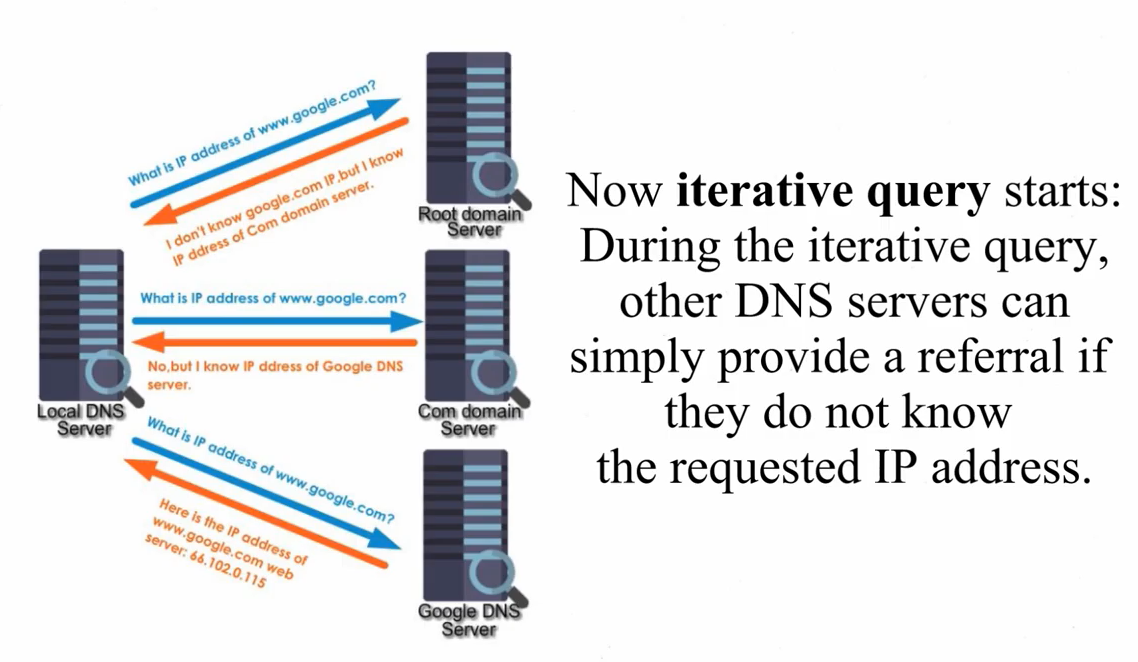 What is IP address of www.google.com?
I don't know google.com IP,but I know
IP ddress of Com domain server.
Root domain
Server
Now iterative query starts:
During the iterative query,
other DNS servers can
simply provide a referral if
they do not know
the requested IP address.
What is IP address of www.google.com?
No,but I know IP ddress of Google DNS
server.
Local DNS
Server
Com domain
Server
What is IP address of www.google.com?
Here is the IP address of
www.google.com web
server: 66.102.0.115
Google DNS
Server